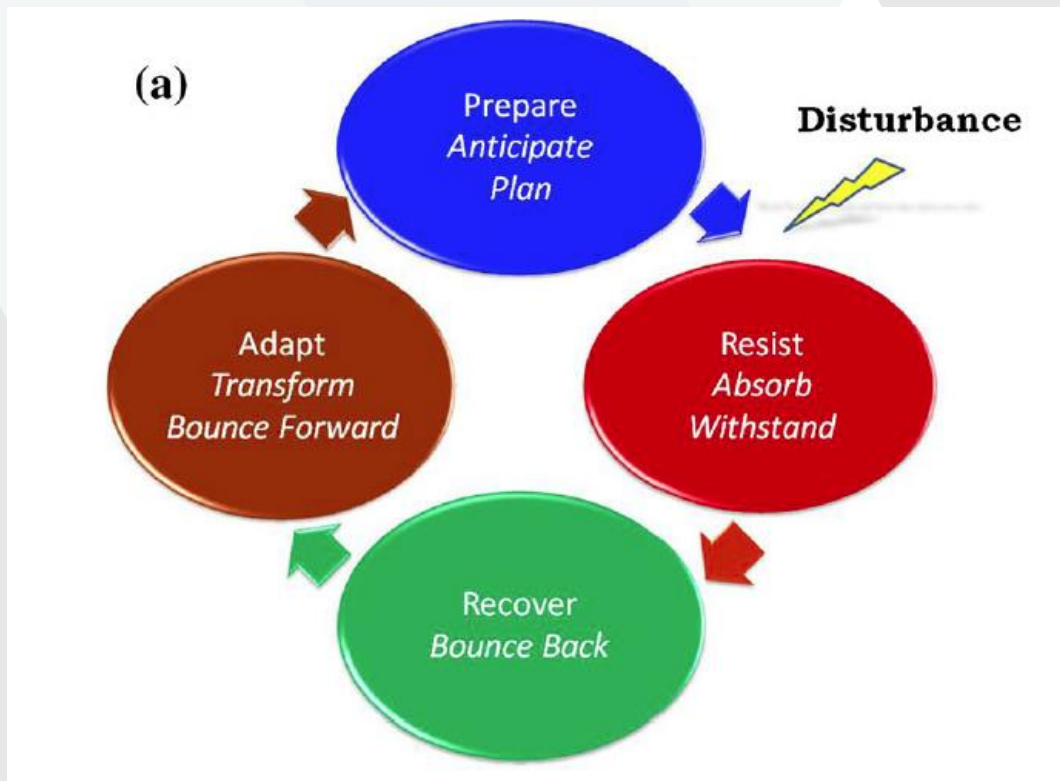 (a)
Prepare
Anticipate
Plan
Disturbance
Adapt
Transform
Bounce Forward
Resist
Absorb
Withstand
Recover
Bounce Back